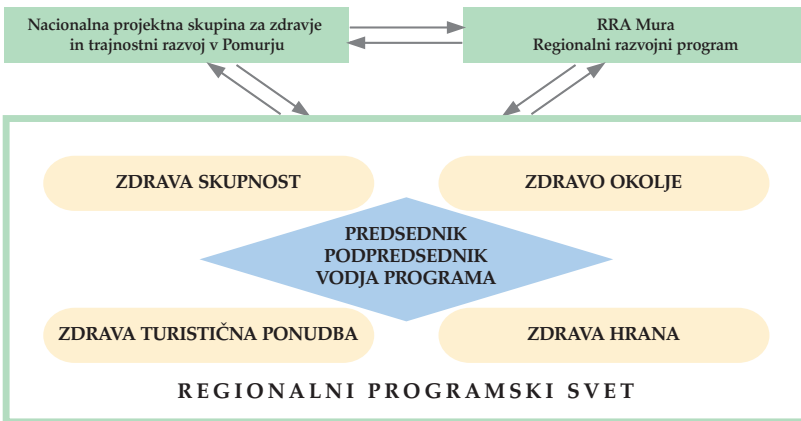 Nacionalna projektna skupina za zdravje
in trajnostni razvoj v Pomurju
RRA Mura
Regionalni razvojni program
ZDRAVA SKUPNOST
ZDRAVO OKOLJE
PREDSEDNIK
PODPREDSEDNIK
VODJA PROGRAMA
ZDRAVA TURISTIČNA PONUDBA
ZDRAVA HRANA
REGIONALNI PROGRAMSKI SVET